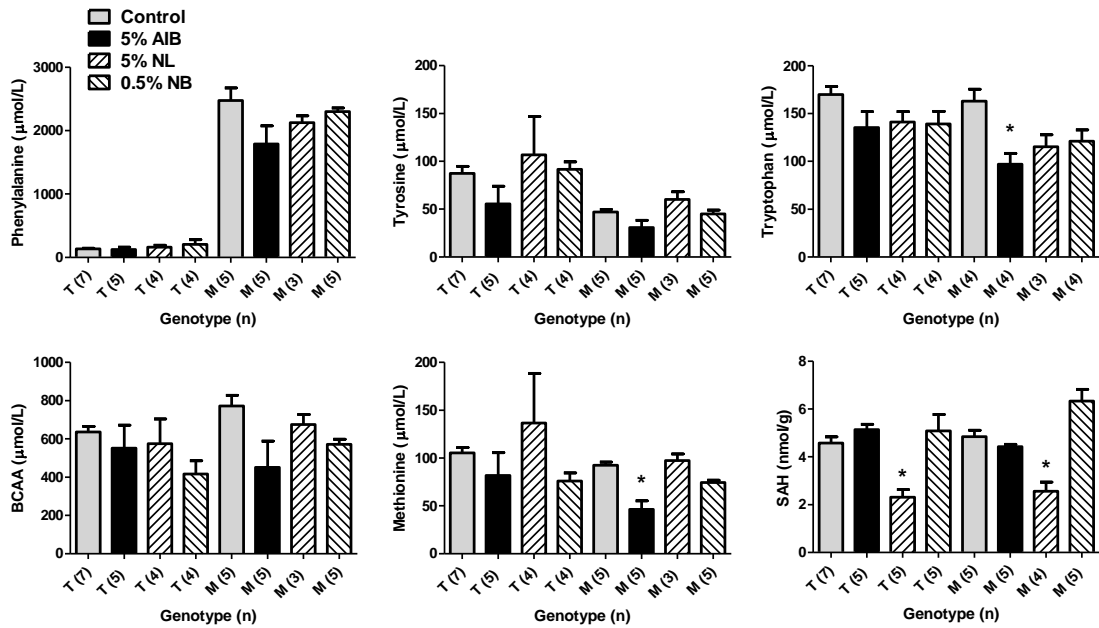 Control
5% AIB
5% NL
0.5% NB
Phenylalanine (µmol/L)
3000
2000
1000
0
T (7) T (5) T (4) T (4) M (5) M (5) M (3) M (5)
Genotype (n)
Tyrosine (µmol/L)
200
150
100
50
0
T (7) T (5) T (4) T (4) M (5) M (5) M (3) M (5)
Genotype (n)
Tryptophan (µmol/L)
200
150
100
50
0
*
T (7) T (5) T (4) T (4) M (4) M (4) M (3) M (4)
Genotype (n)
BCAA (µmol/L)
1000
800
600
400
200
0
T (7) T (5) T (4) T (4) M (5) M (5) M (3) M (5)
Genotype (n)
Methionine (µmol/L)
200
150
100
50
0
*
T (7) T (5) T (4) T (4) M (5) M (5) M (3) M (5)
Genotype (n)
SAH (nmol/g)
8
6
4
2
0
* *
T (7) T (5) T (5) T (5) M (5) M (5) M (4) M (5)
Genotype (n)